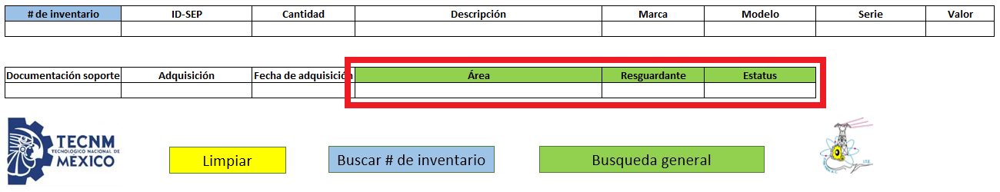 # de inventario ID-SEP Cantidad Descripción Marca Modelo Serie Valor
Documentación soporte Adquisición Fecha de adquisición Área Resguardante Estatus
TECNM
TECNOLÓGICO NACIONAL DE
MÉXICO
Limpiar Buscar # de inventario Busqueda general
I.T.E.